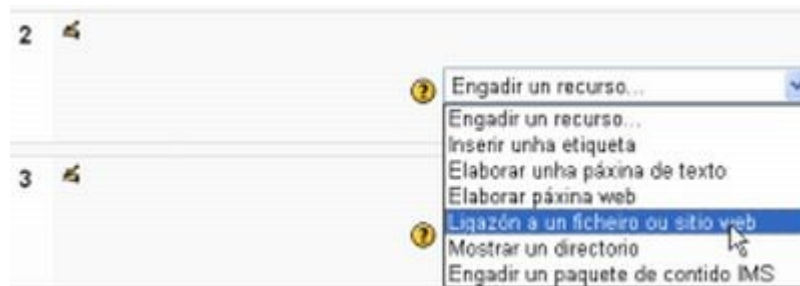 2
Engadir un recurso...
Engadir un recurso...
Inserir unha etiqueta
Elaborar unha páxina de texto
3
Elaborar páxina web
Ligazón a un ficheiro ou sitio web
Mostrar un directorio
Engadir un paquete de contido IMS